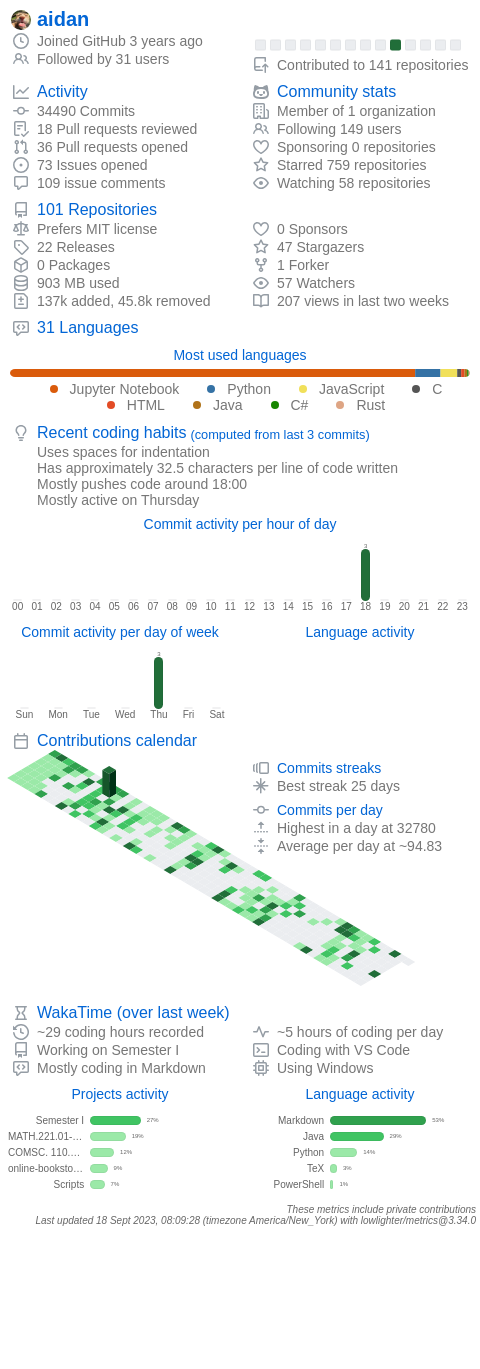 aidan
Joined GitHub 3 years ago
Followed by 31 users
Contributed to 141 repositories
Activity
34490 Commits
18 Pull requests reviewed
36 Pull requests opened
73 Issues opened
109 issue comments
Community stats
Member of 1 organization
Following 149 users
Sponsoring 0 repositories
Starred 759 repositories
Watching 58 repositories
101 Repositories
Prefers MIT license
22 Releases
0 Packages
903 MB used
137k added, 45.8k removed
0 Sponsors
47 Stargazers
1 Forker
57 Watchers
207 views in last two weeks
31 Languages
Most used languages
Jupyter Notebook Python JavaScript C
HTML Java C# Rust
Recent coding habits (computed from last 3 commits)
Uses spaces for indentation
Has approximately 32.5 characters per line of code written
Mostly pushes code around 18:00
Mostly active on Thursday
Commit activity per hour of day
3
00 01 02 03 04 05 06 07 08 09 10 11 12 13 14 15 16 17 18 19 20 21 22 23
Commit activity per day of week
3
Sun Mon Tue Wed Thu Fri Sat
Language activity
Contributions calendar
Commits streaks
Best streak 25 days
Commits per day
Highest in a day at 32780
Average per day at ~94.83
WakaTime (over last week)
~29 coding hours recorded
Working on Semester I
Mostly coding in Markdown
~5 hours of coding per day
Coding with VS Code
Using Windows
Projects activity
Semester I 27%
MATH.221.01-... 19%
COMSC. 110.... 12%
online-booksto... 9%
Scripts 7%
Language activity
Markdown 53%
Java 29%
Python 14%
TeX 3%
PowerShell 1%
These metrics include private contributions
Last updated 18 Sept 2023, 08:09:28 (timezone America/New_York) with lowlighter/metrics@3.34.0